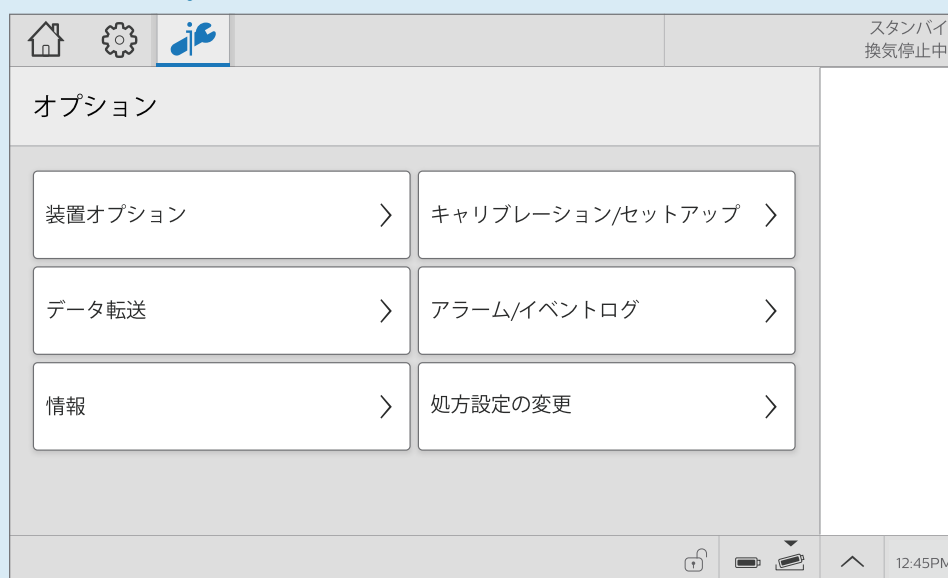 スタンバイ
換気停止中
オプション
装置オプション
キャリブレーション/セットアップ
データ転送
アラーム/イベントログ
情報
処方設定の変更
12:45PM